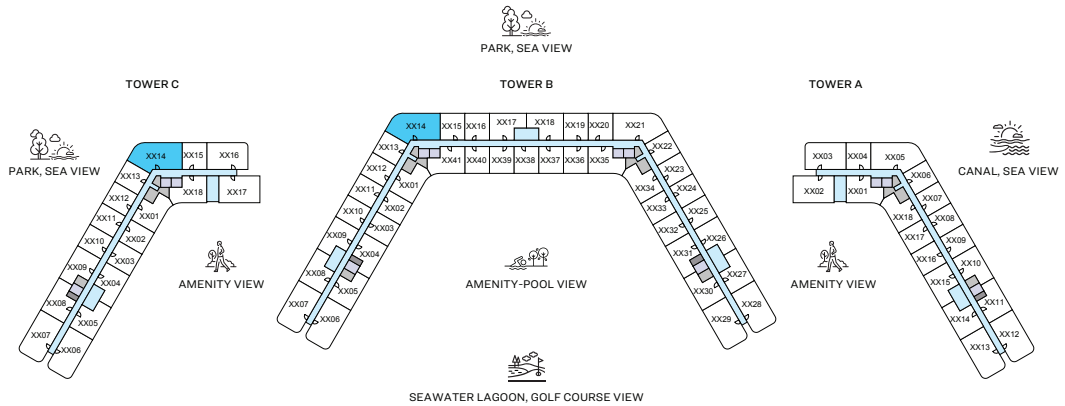 PARK, SEA VIEW
TOWER C
TOWER B
TOWER A
PARK, SEA VIEW
CANAL, SEA VIEW
XX14
XX15
XX16
XX13
XX12
XX11
XX10
XX09
XX08
XX07
XX06
XX05
XX04
XX03
XX02
XX01
XX18
XX17
XX14
XX15
XX16
XX17
XX18
XX19
XX20
XX21
XX13
XX12
XX11
XX10
XX09
XX08
XX07
XX06
XX05
XX04
XX03
XX02
XX01
XX41
XX40
XX39
XX38
XX37
XX36
XX35
XX22
XX23
XX24
XX25
XX26
XX27
XX28
XX29
XX30
XX31
XX32
XX33
XX34
XX03
XX04
XX05
XX02
XX01
XX06
XX07
XX08
XX09
XX10
XX11
XX12
XX13
XX14
XX15
XX16
XX17
XX18
AMENITY VIEW
AMENITY-POOL VIEW
AMENITY VIEW
SEAWATER LAGOON, GOLF COURSE VIEW